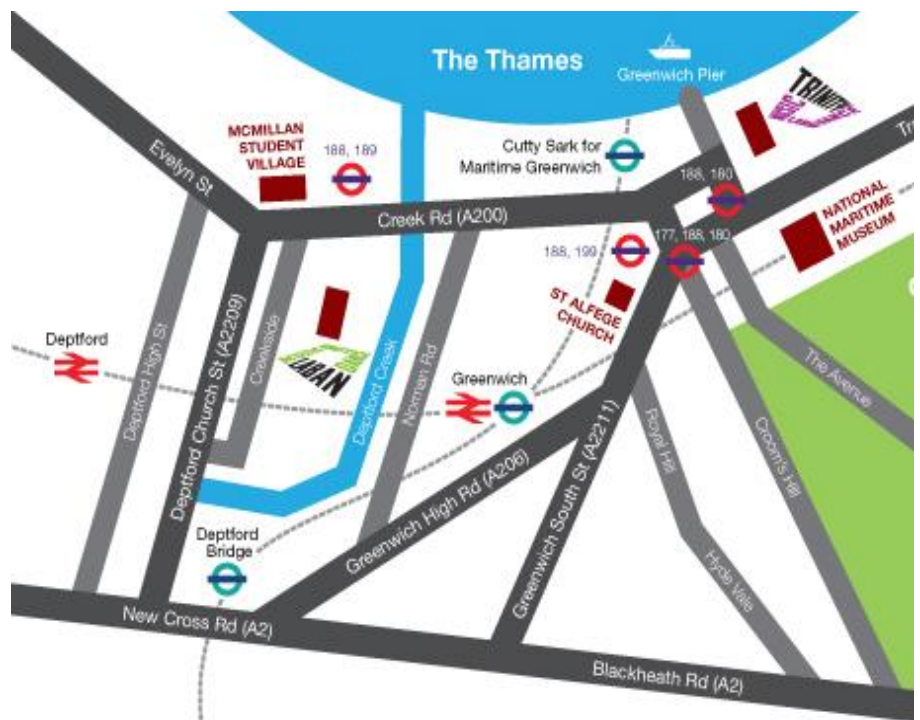 The Thames
Greenwich Pier
TRINITY
MCMILLAN
STUDENT
VILLAGE
188, 189
Cutty Sark for
Maritime Greenwich
Evelyn St
188, 180
Creek Rd (A200)
NATIONAL
MARITIME
MUSEUM
177, 188, 180
188, 199
ST ALFEGE
CHURCH
Deptford
Deptford High St
Deptford Church St (A2209)
Creekside
LABAN
Deptford Creek
Norman Rd
Greenwich
The Avenue
Royal Hill
Croom's Hill
Greenwich High Rd (A206)
Greenwich South St (A2211)
Deptford
Bridge
Hyde Vale
New Cross Rd (A2)
Blackheath Rd (A2)